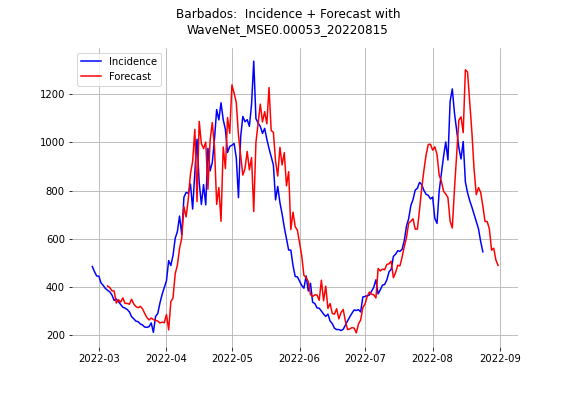 Barbados:  Incidence + Forecast with
WaveNet_MSE0.00053_20220815
Incidence
Forecast
1200
1000
800
600
400
200
2022-03 2022-04 2022-05 2022-06 2022-07 2022-08 2022-09